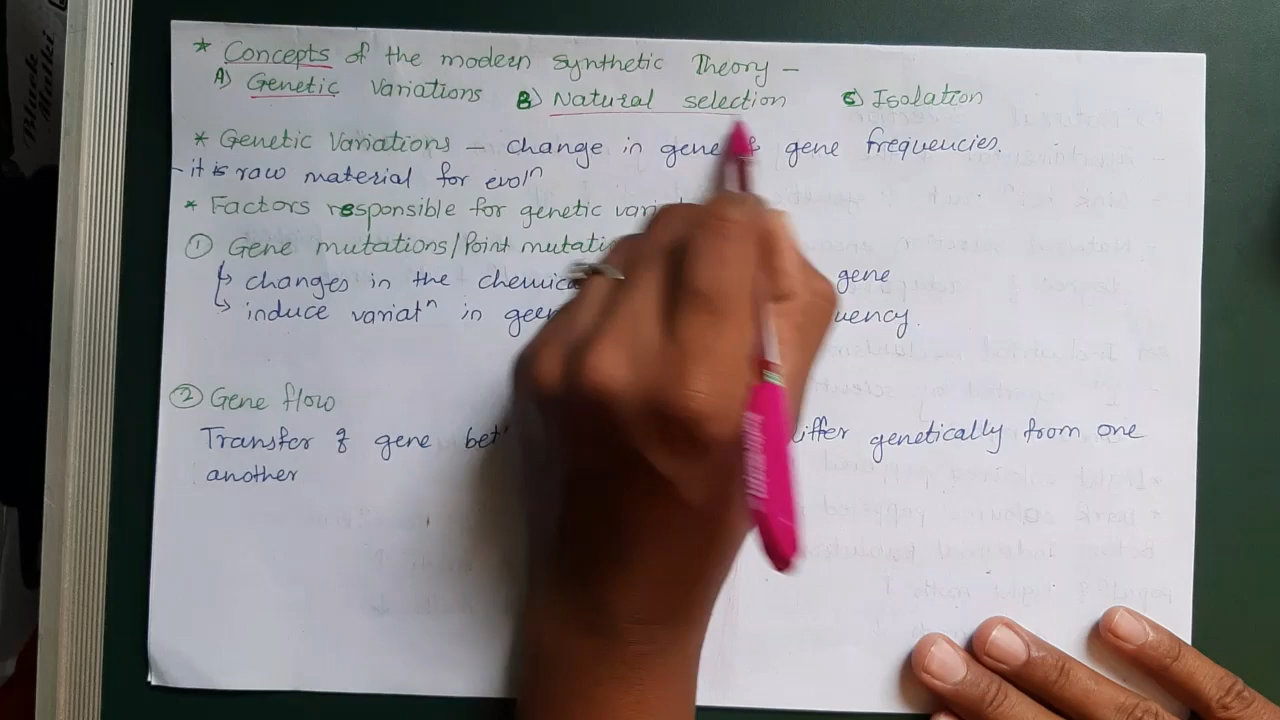 * Concepts of the modern Synthetic Theory –
A) Genetic Variations B) Natural selection C) Isolation
* Genetic Variations – change in gene & gene frequencies.
- it is raw material for evolⁿ
* Factors responsible for genetic
① Gene mutations/Point
↳ changes in the gene
↳ induce variatⁿ in
② Gene flow
Transfer of gene genetically from one
another
Black